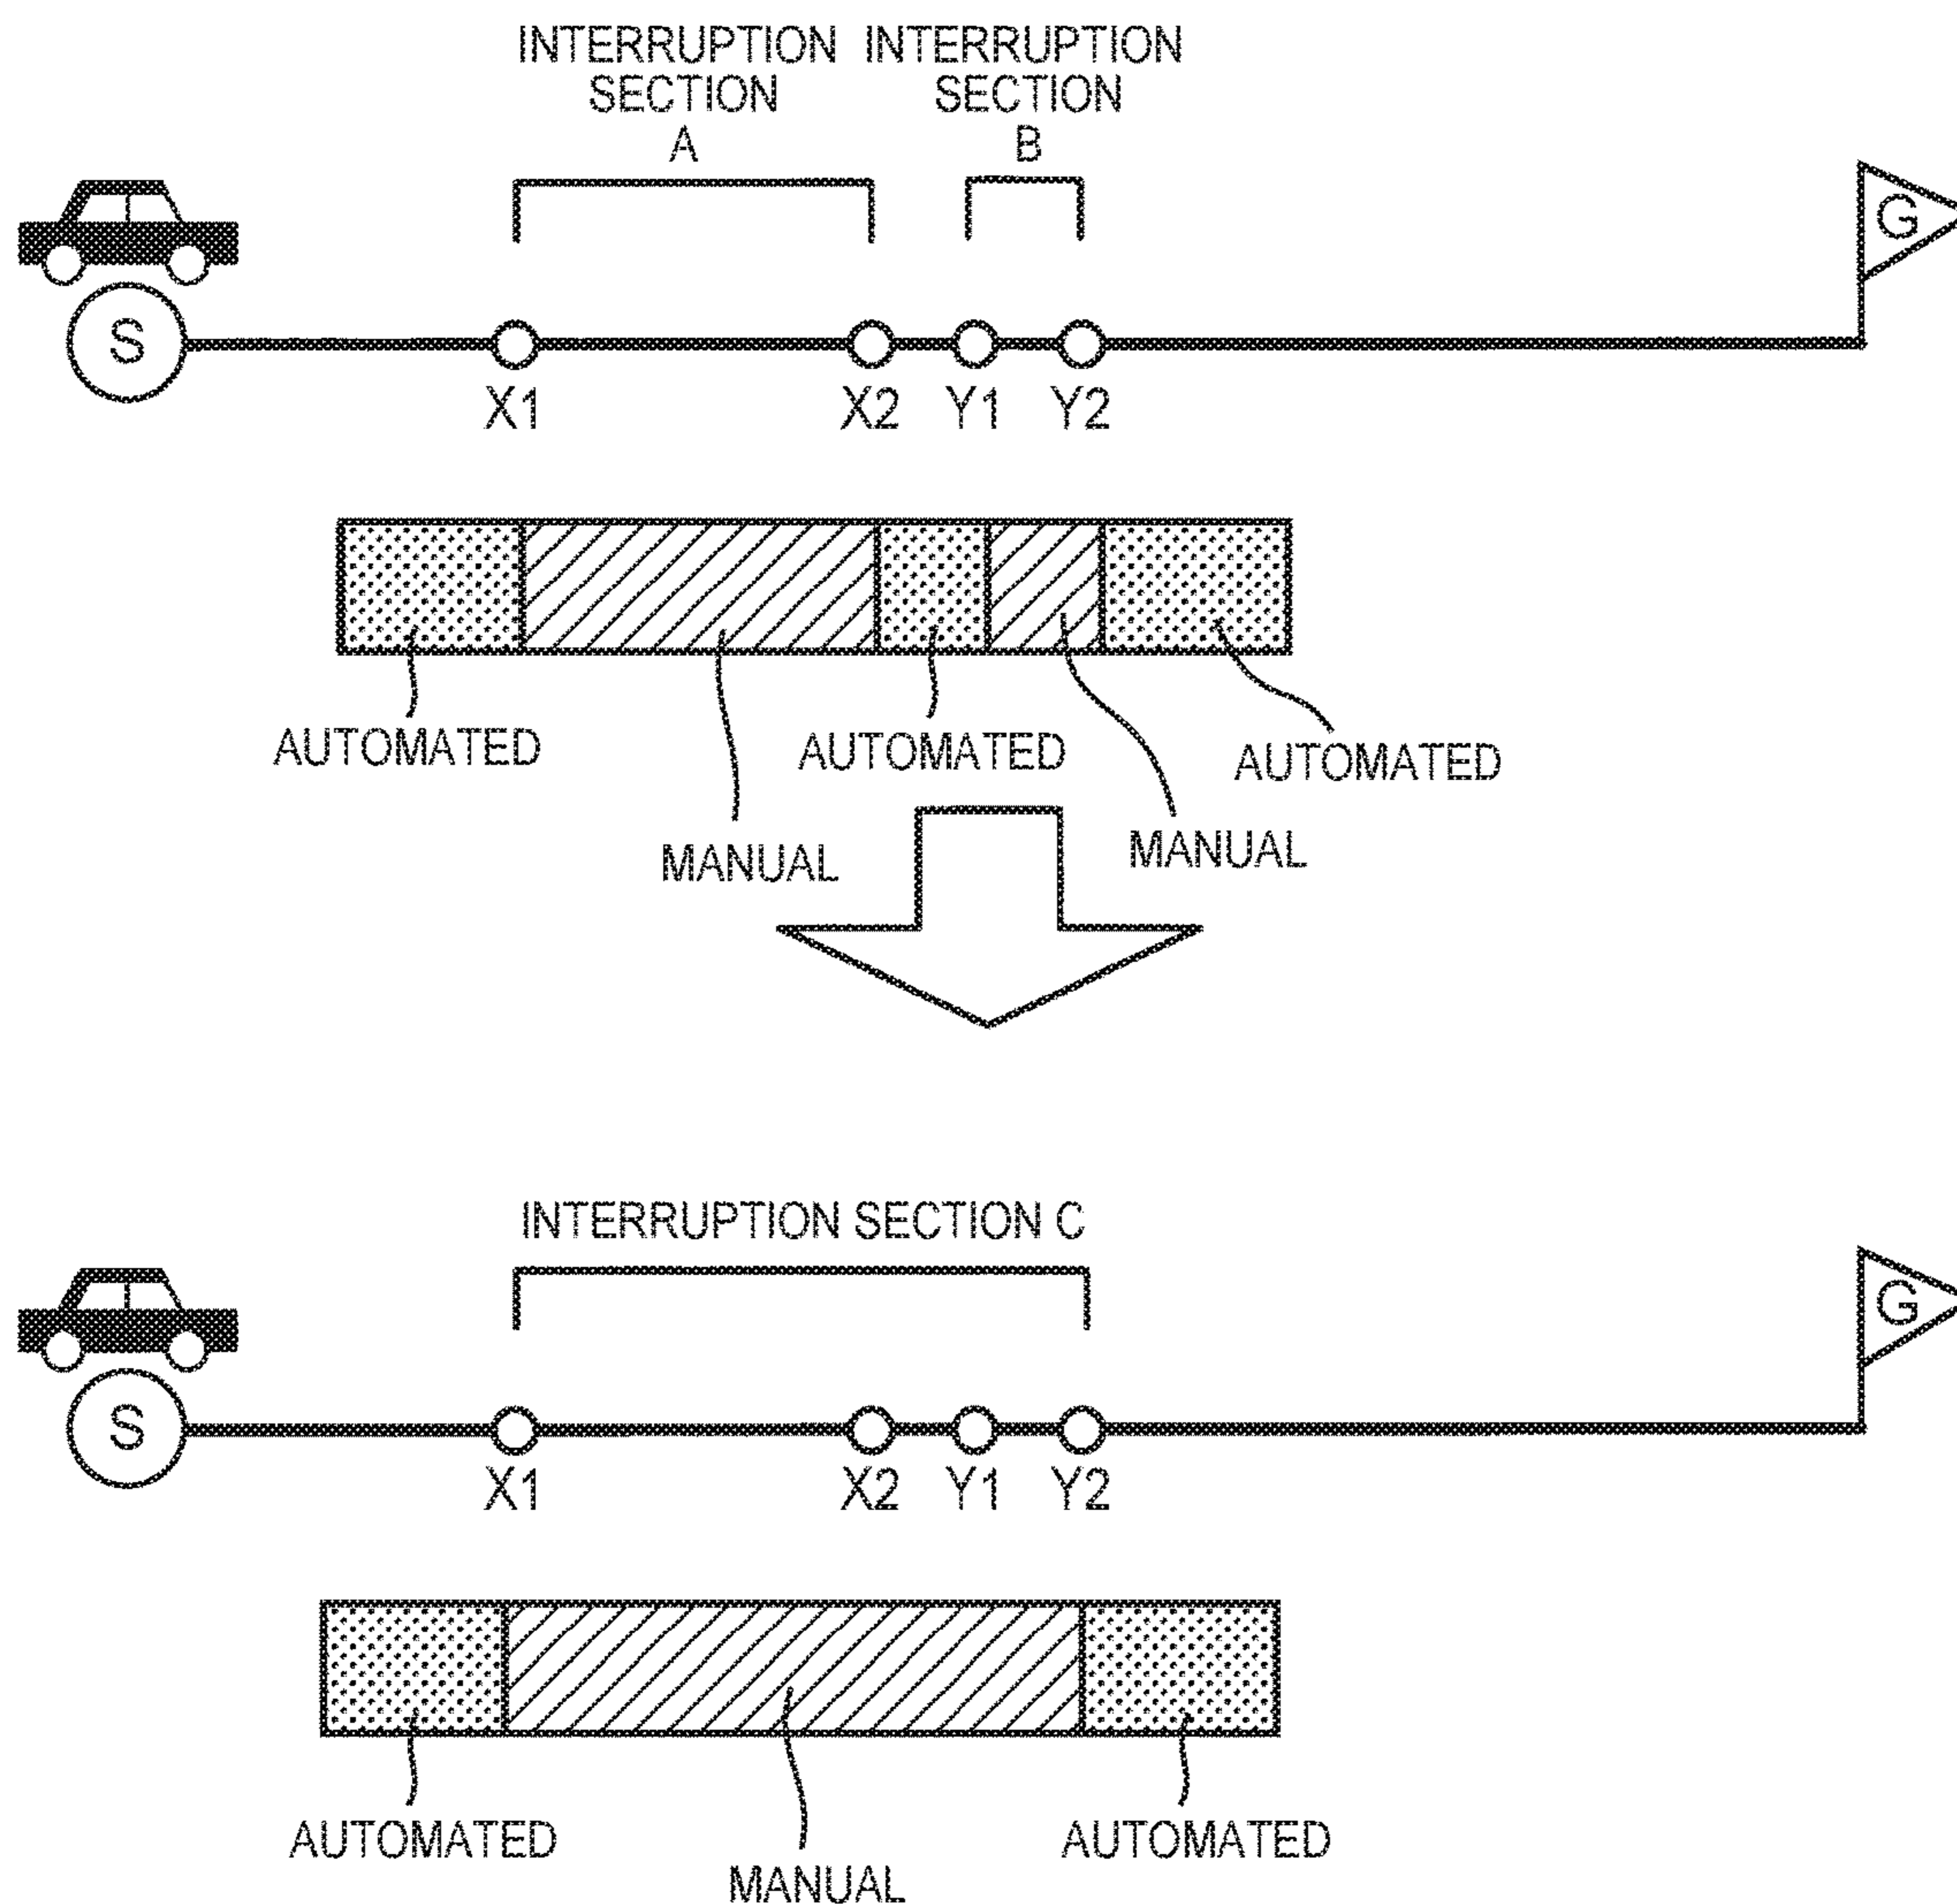 INTERRUPTION INTERRUPTION
SECTION SECTION
A B
G
S
X1 X2 Y1 Y2
AUTOMATED AUTOMATED AUTOMATED
MANUAL MANUAL
INTERRUPTION SECTION C
G
S
X1 X2 Y1 Y2
AUTOMATED AUTOMATED
MANUAL